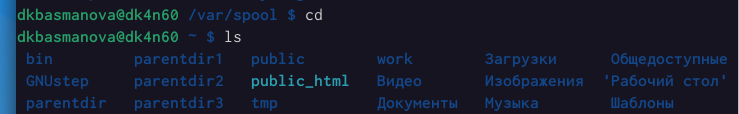 dkbasmanova@dk4n60 /var/spool $ cd
dkbasmanova@dk4n60 ~ $ ls
bin parentdir1 public work Загрузки Общедоступные
GNUstep parentdir2 public_html Видео Изображения 'Рабочий стол'
parentdir parentdir3 tmp Документы Музыка Шаблоны